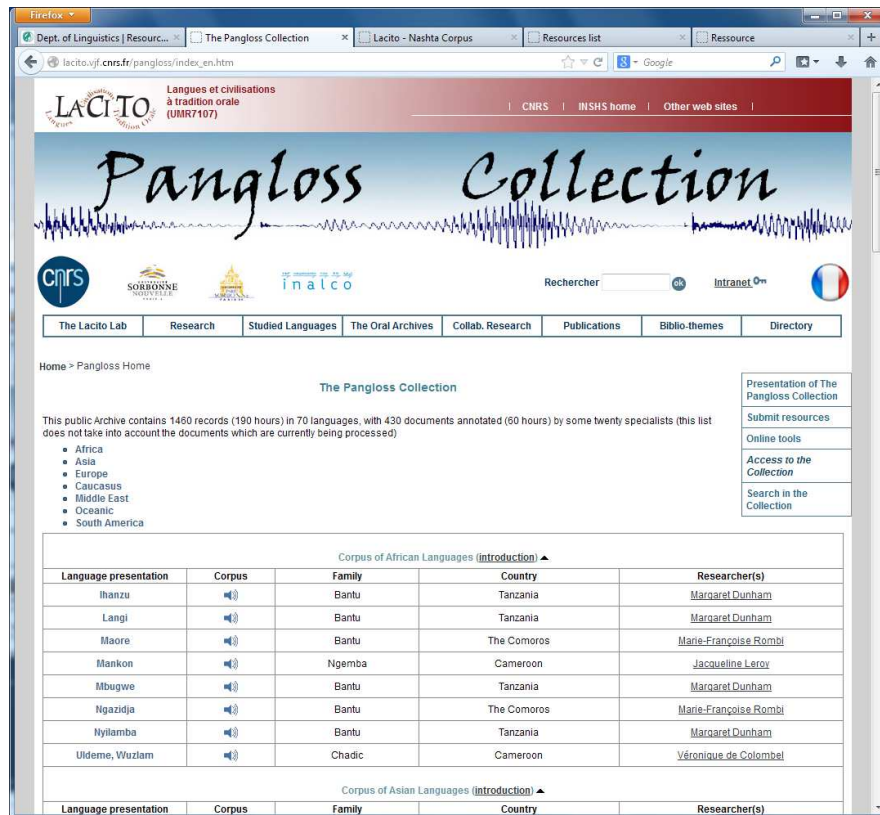 Firefox
Dept. of Linguistics | Resourc... The Pangloss Collection Lacito - Nashta Corpus Resources list Ressource
lacito.vjf.cnrs.fr/pangloss/index_en.htm Google
LACITO
Langues Civilisations Tradition Orale
Langues et civilisations
à tradition orale
(UMR7107)
| CNRS | INSHS home | Other web sites |
Pangloss Collection
cnrs
SORBONNE
NOUVELLE
inalco
Rechercher ok Intranet
The Lacito Lab Research Studied Languages The Oral Archives Collab. Research Publications Biblio-themes Directory
Home > Pangloss Home
The Pangloss Collection
Presentation of The
Pangloss Collection
Submit resources
Online tools
Access to the
Collection
Search in the
Collection
This public Archive contains 1460 records (190 hours) in 70 languages, with 430 documents annotated (60 hours) by some twenty specialists (this list
does not take into account the documents which are currently being processed)
Africa
Asia
Europe
Caucasus
Middle East
Oceanic
South America
Corpus of African Languages (introduction)
Language presentation Corpus Family Country Researcher(s)
Ihanzu Bantu Tanzania Margaret Dunham
Langi Bantu Tanzania Margaret Dunham
Maore Bantu The Comoros Marie-Françoise Rombi
Mankon Ngemba Cameroon Jacqueline Leroy
Mbugwe Bantu Tanzania Margaret Dunham
Ngazidja Bantu The Comoros Marie-Françoise Rombi
Nyilamba Bantu Tanzania Margaret Dunham
Uldeme, Wuzlam Chadic Cameroon Véronique de Colombel
Corpus of Asian Languages (introduction)
Language presentation Corpus Family Country Researcher(s)